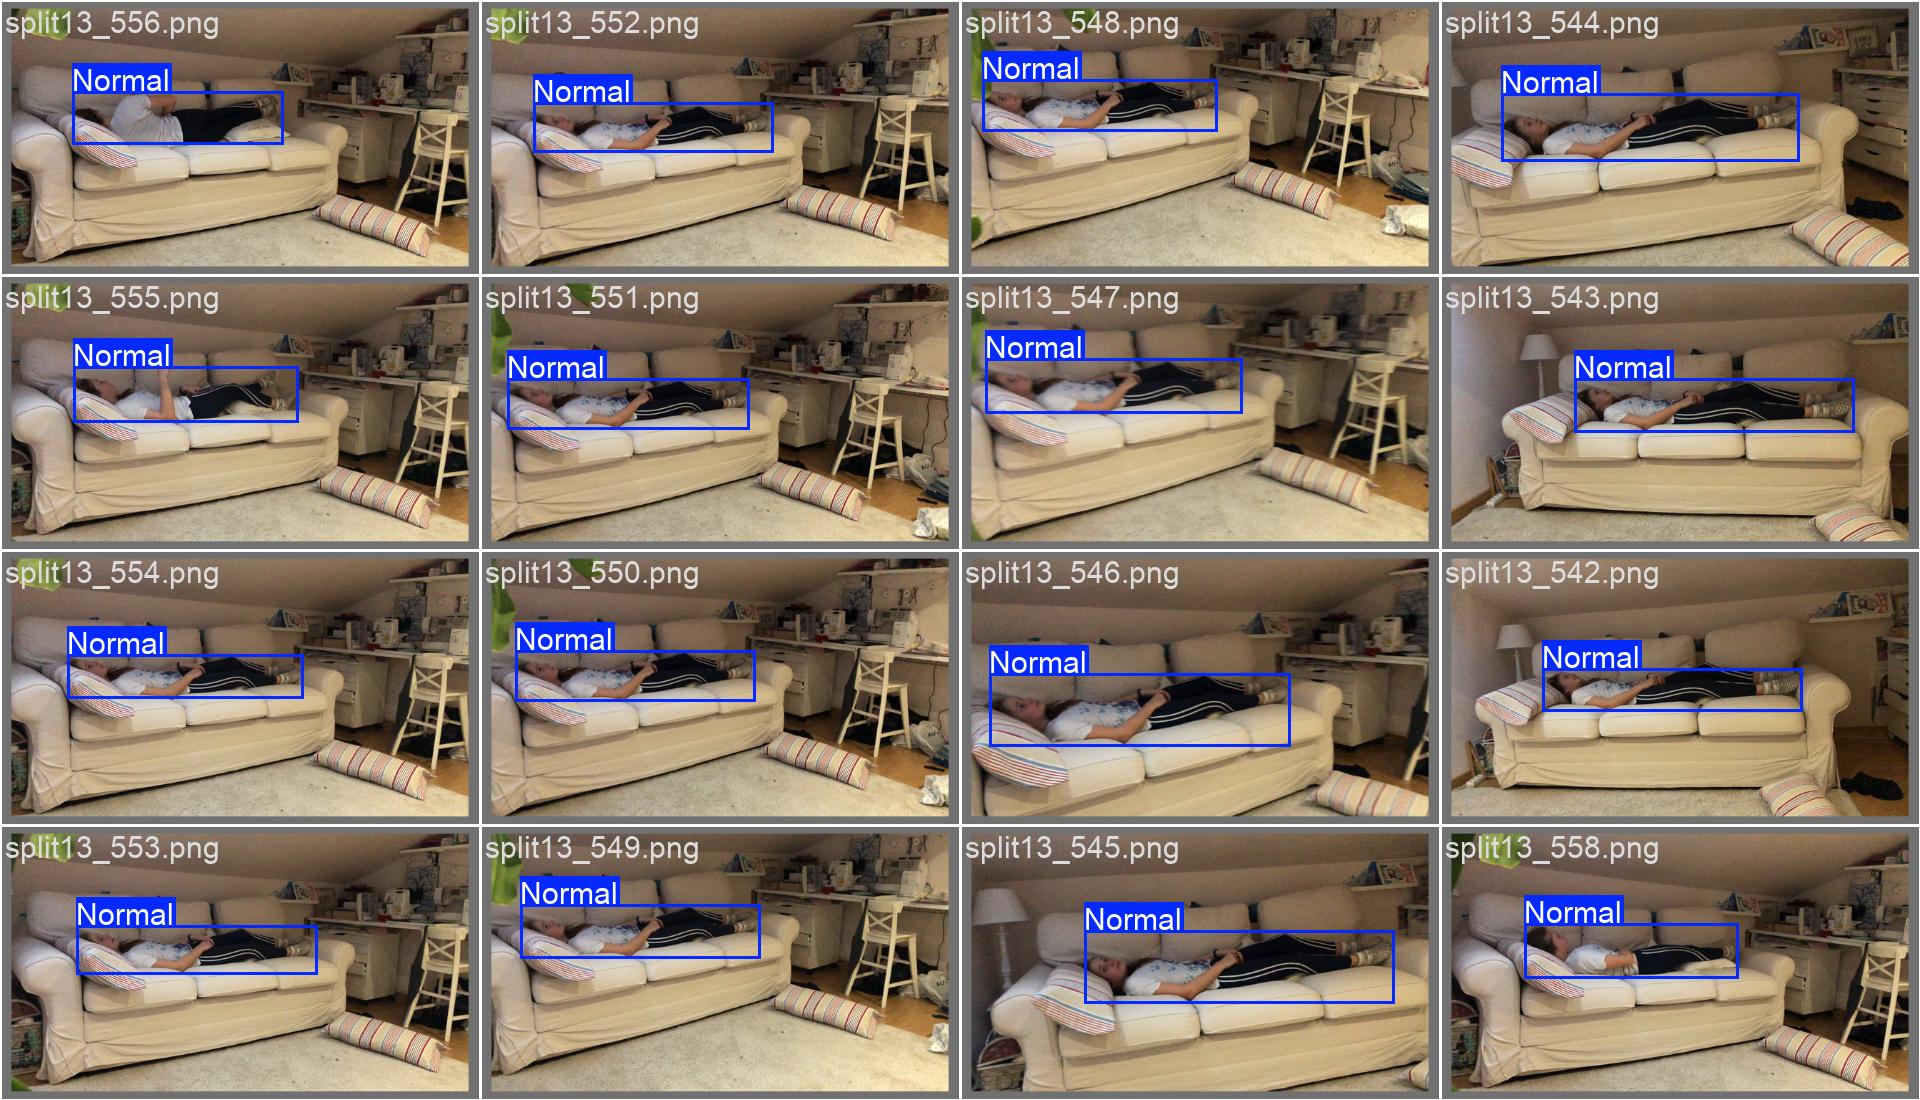 split13_556.png
Normal
split13_552.png
Normal
split13_548.png
Normal
split13_544.png
Normal
split13_555.png
Normal
split13_551.png
Normal
split13_547.png
Normal
split13_543.png
Normal
split13_554.png
Normal
split13_550.png
Normal
split13_546.png
Normal
split13_542.png
Normal
split13_553.png
Normal
split13_549.png
Normal
split13_545.png
Normal
split13_558.png
Normal